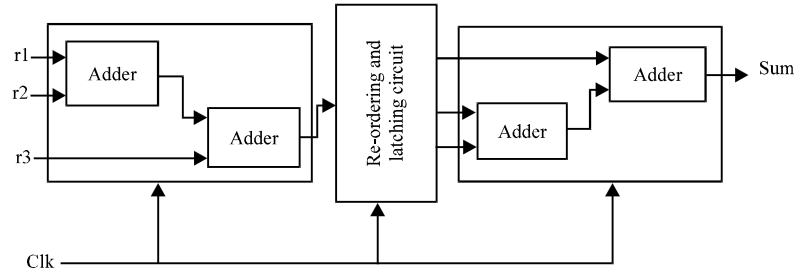 r1
r2
r3
Adder
Adder
Re-ordering and
latching circuit
Adder
Adder
Sum
Clk